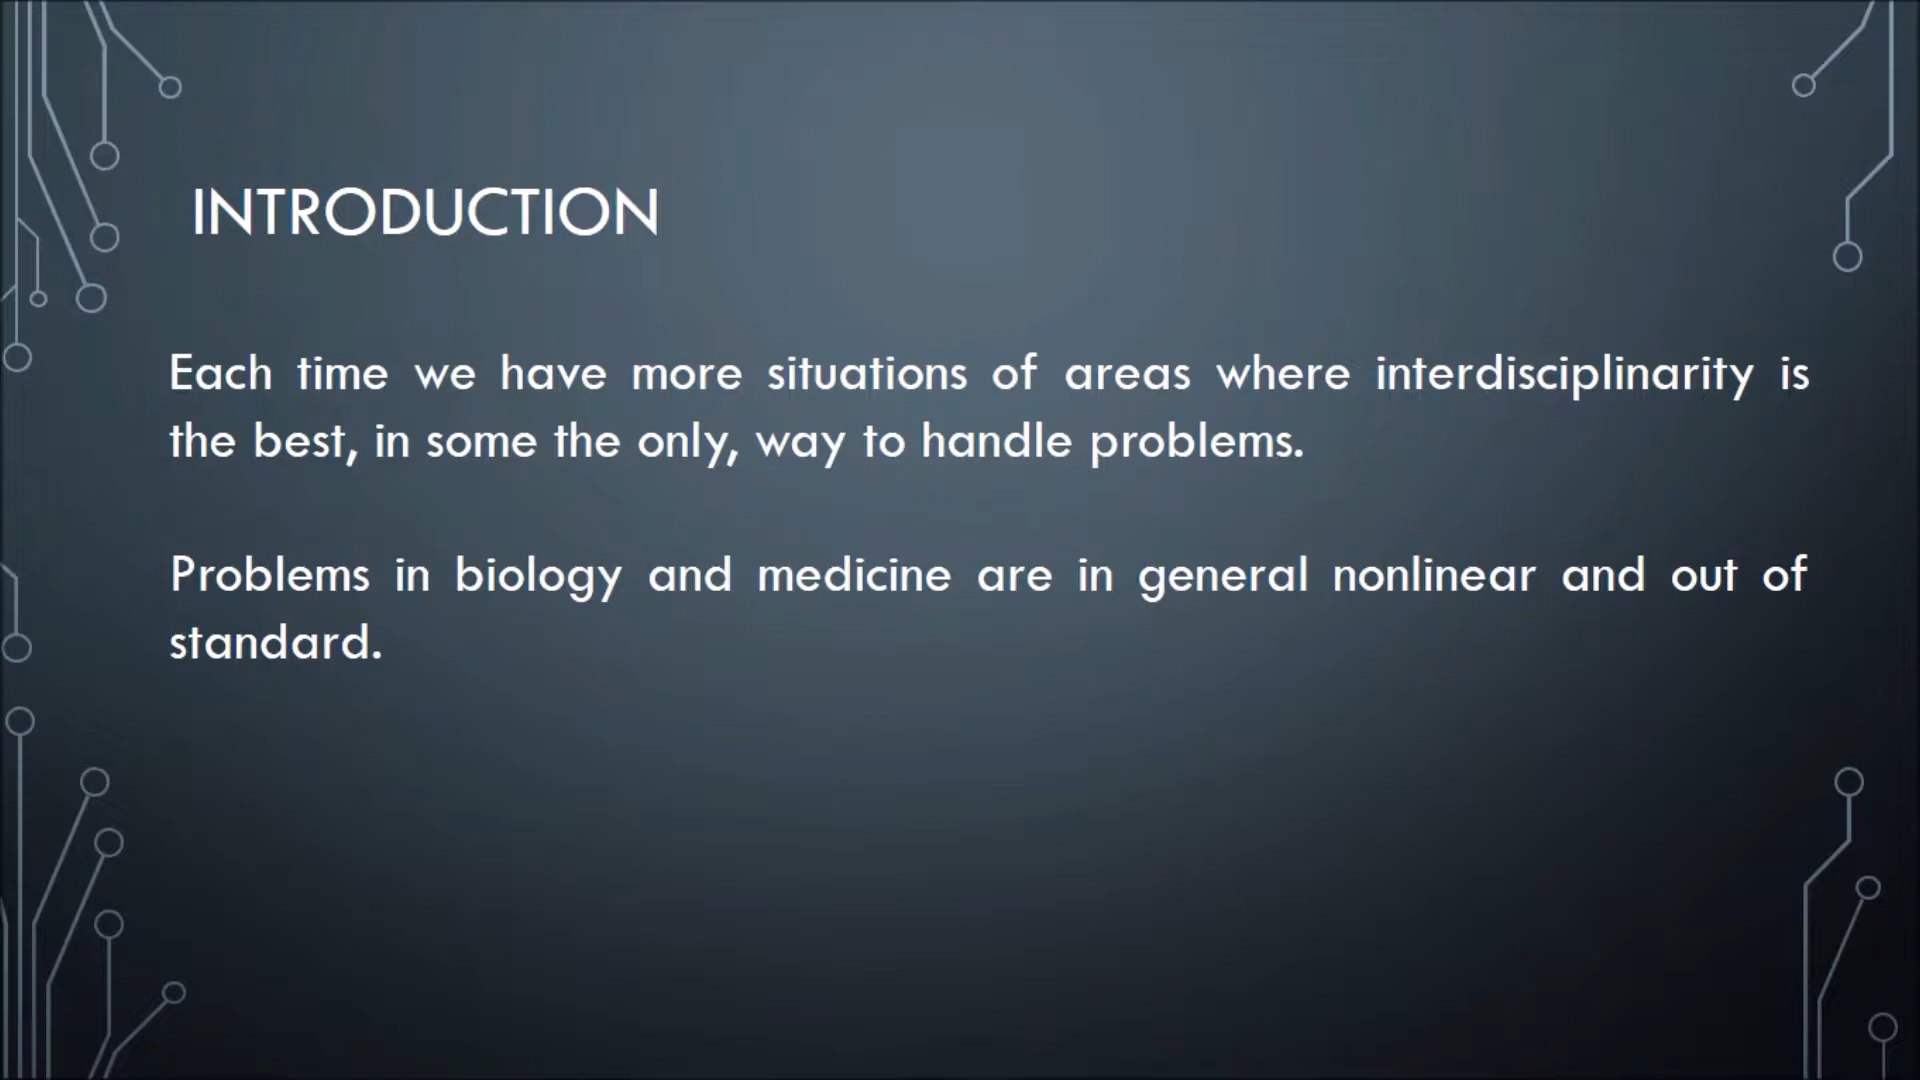 INTRODUCTION
Each time we have more situations of areas where interdisciplinarity is
the best, in some the only, way to handle problems.
Problems in biology and medicine are in general nonlinear and out of
standard.